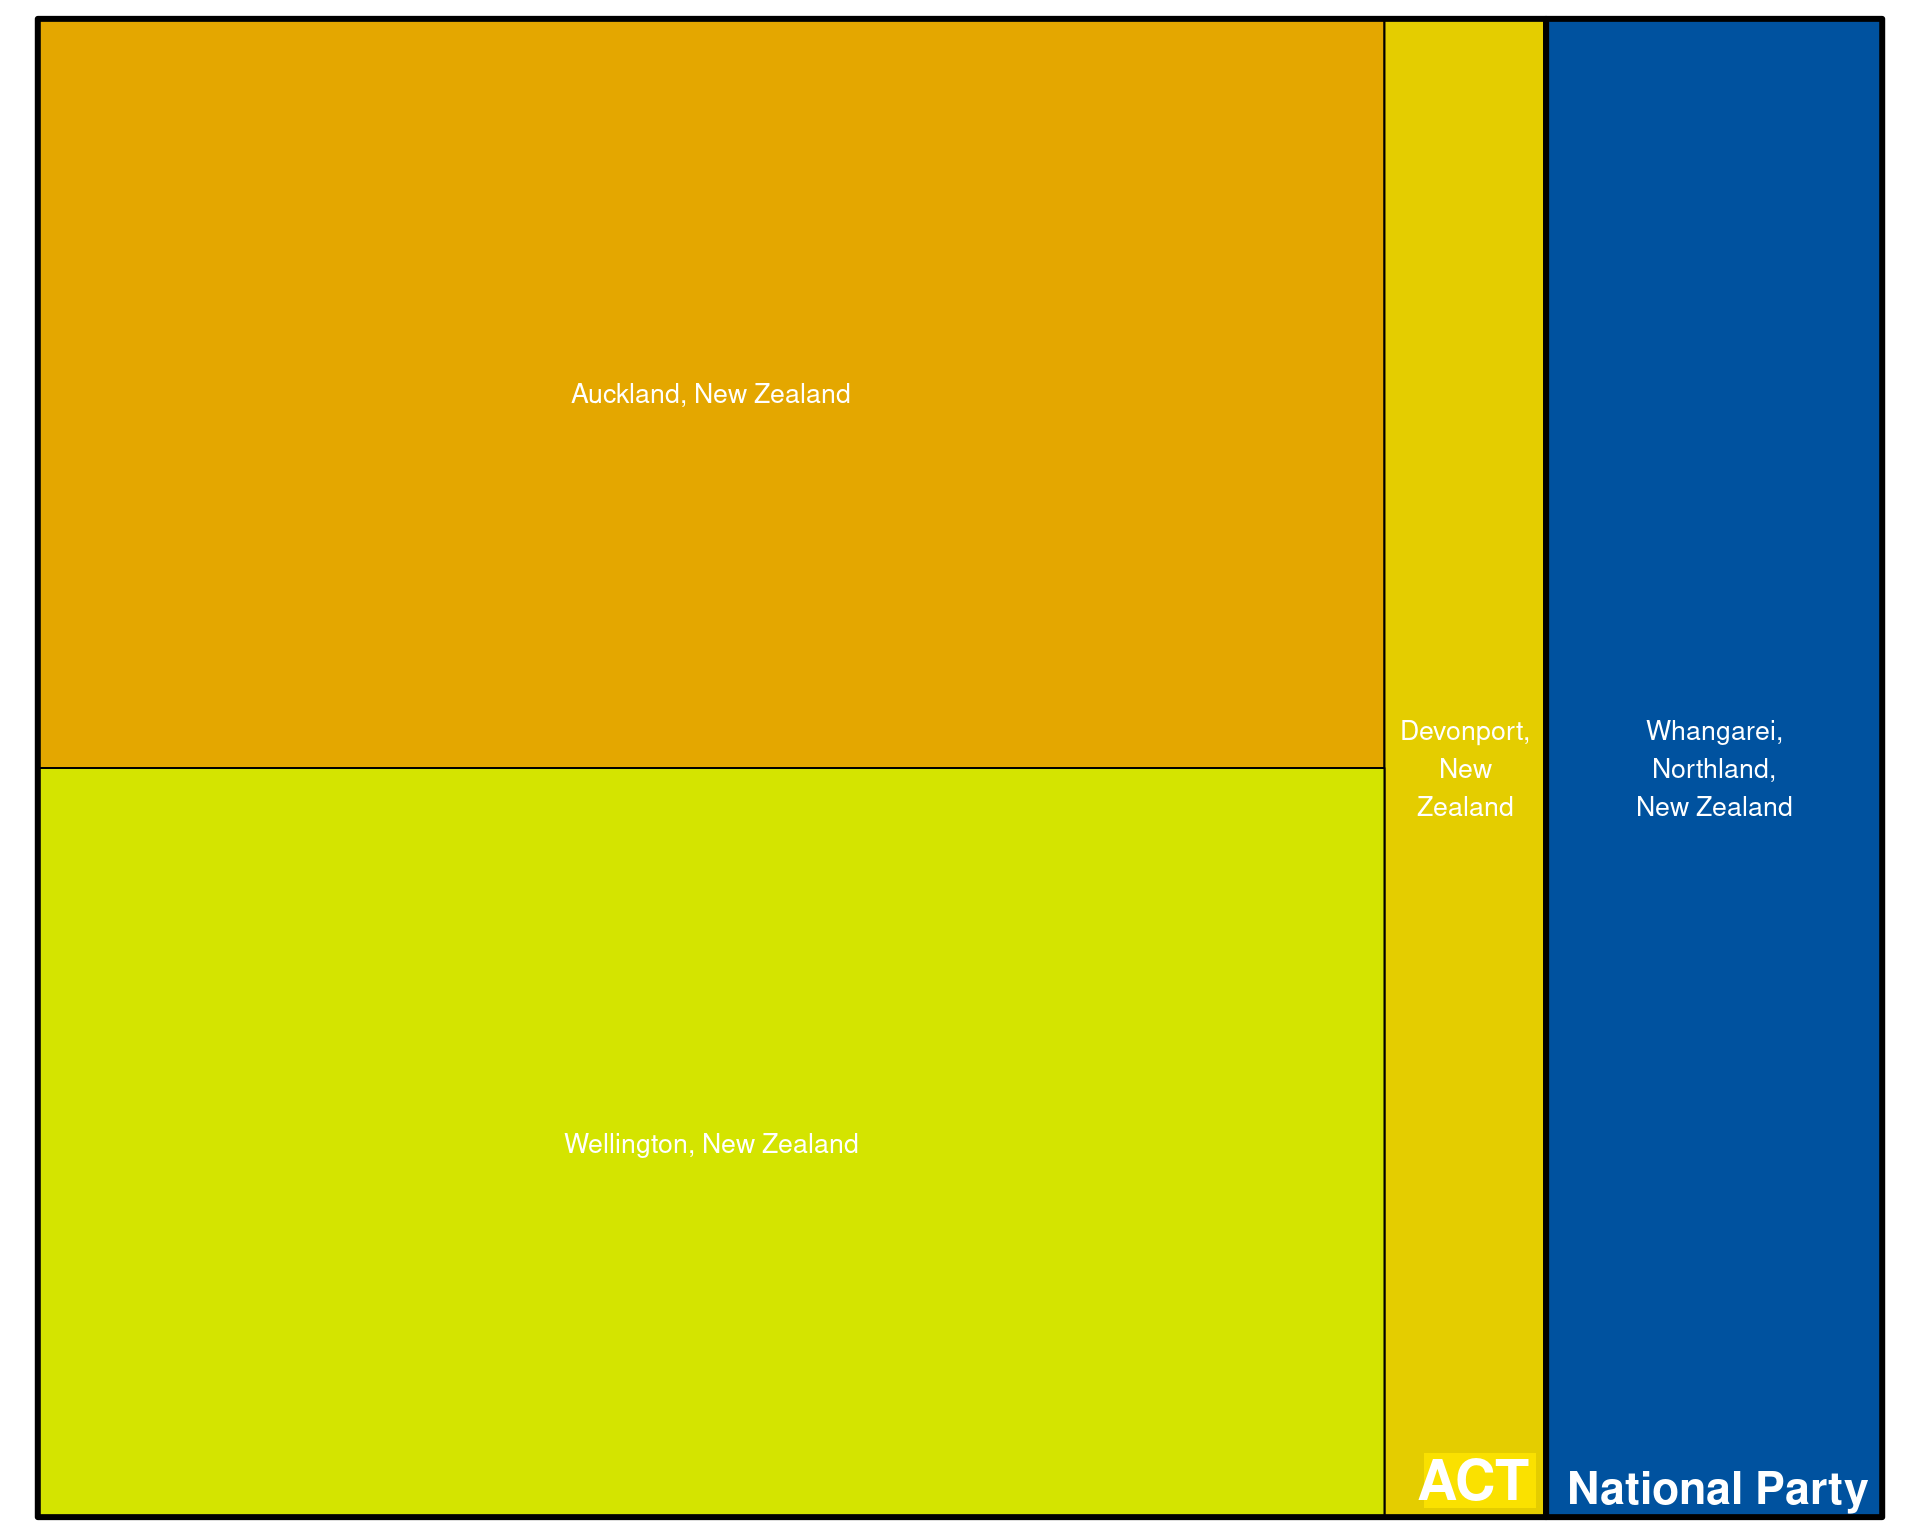 Auckland, New Zealand
Wellington, New Zealand
Devonport,
New
Zealand
ACT
Whangarei,
Northland,
New Zealand
National Party